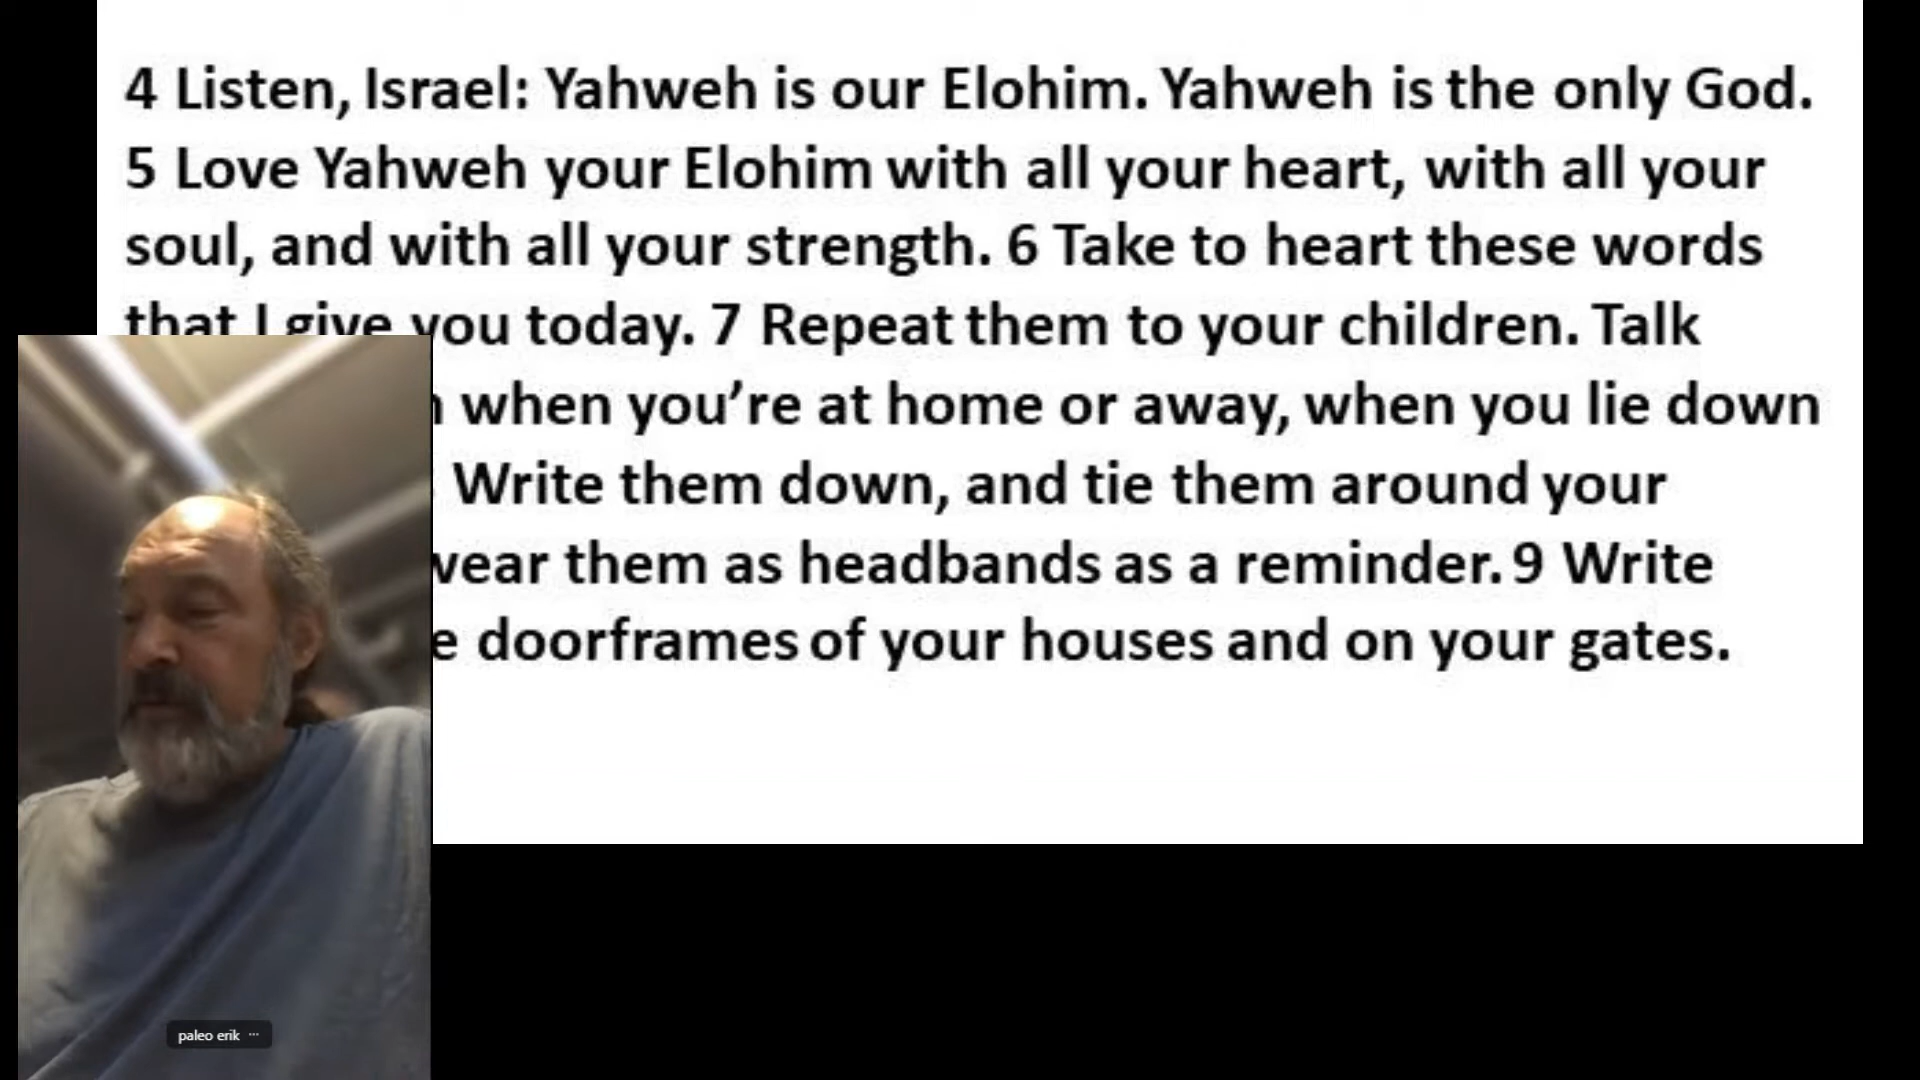 4 Listen, Israel: Yahweh is our Elohim. Yahweh is the only God.
5 Love Yahweh your Elohim with all your heart, with all your
soul, and with all your strength. 6 Take to heart these words
that I give you today. 7 Repeat them to your children. Talk
when you’re at home or away, when you lie down
Write them down, and tie them around your
wear them as headbands as a reminder. 9 Write
doorframes of your houses and on your gates.
paleo erik ...